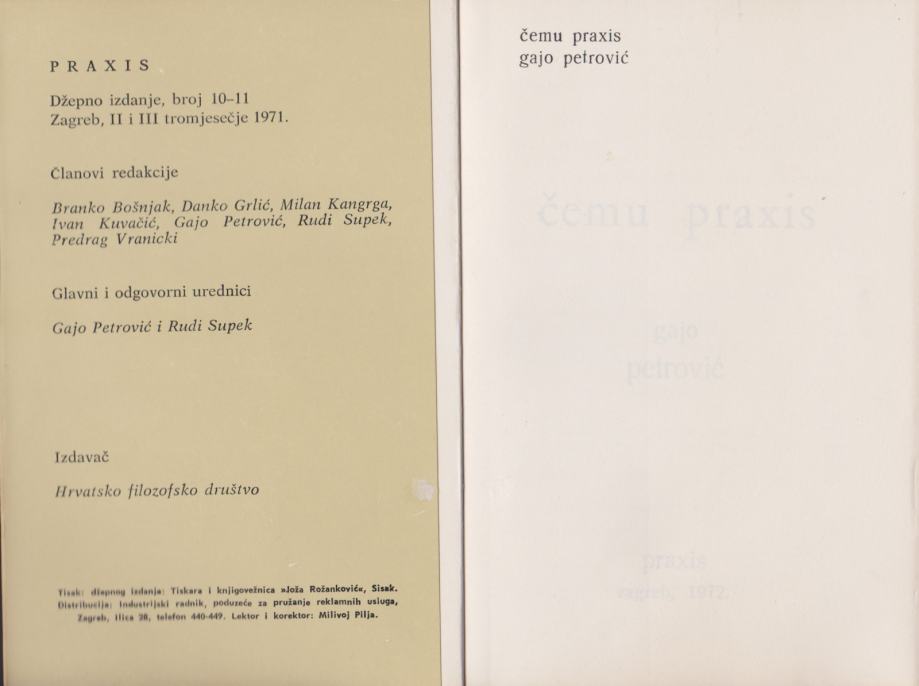 PRAXIS
Džepno izdanje, broj 10–11
Zagreb, II i III tromjesečje 1971.
Članovi redakcije
Branko Bošnjak, Danko Grlić, Milan Kangrga,
Ivan Kuvačić, Gajo Petrović, Rudi Supek,
Predrag Vranicki
Glavni i odgovorni urednici
Gajo Petrović i Rudi Supek
Izdavač
Hrvatsko filozofsko društvo
Tisak: džepnog izdanja: Tiskara i knjigovežnica »Joža Rožanković«, Sisak.
Distribucija: Industrijski radnik, poduzeće za pružanje reklamnih usluga,
Zagreb, Ilica 28, telefon 440-449. Lektor i korektor: Milivoj Pilja.
čemu praxis
gajo petrović
čemu praxis
gajo
petrović
praxis
zagreb, 1972.